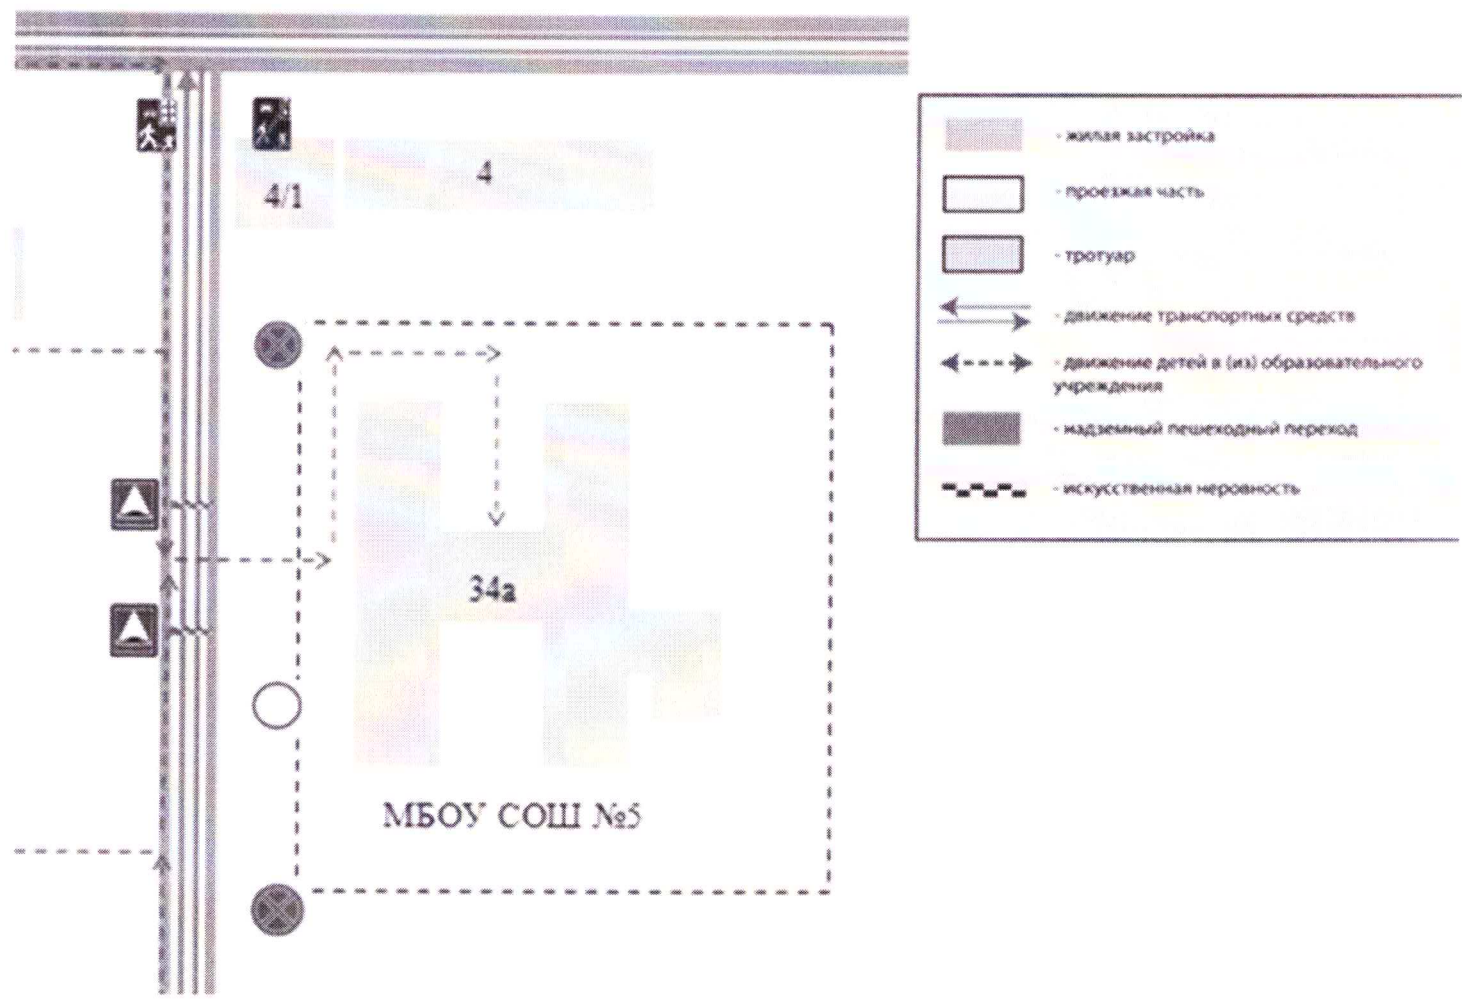 4/1
4
34а
МБОУ СОШ №5
- жилая застройка
- проезжая часть
- тротуар
- движение транспортных средств
- движение детей в (из) образовательного
учреждения
- надземный пешеходный переход
- искусственная неровность